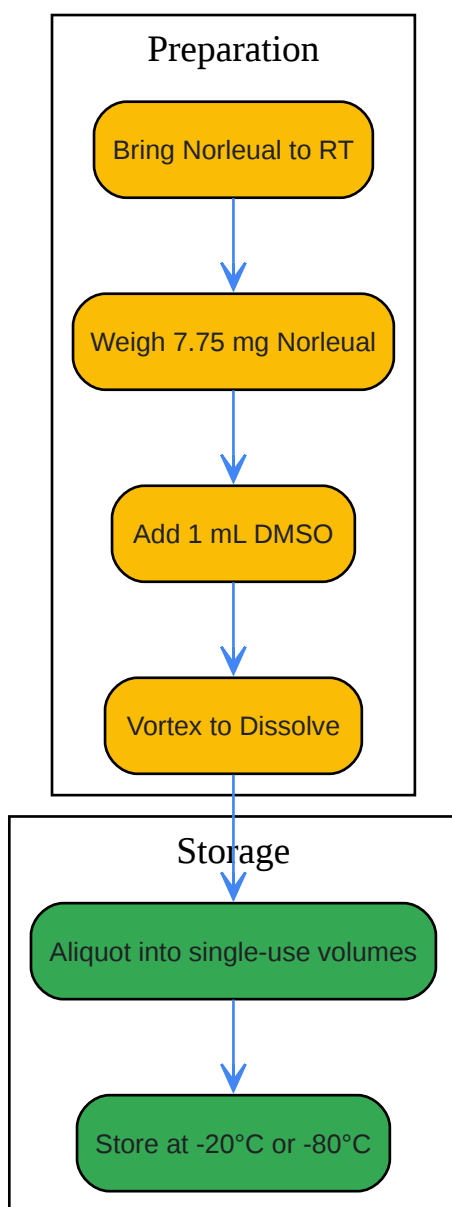 Preparation
Bring Norleual to RT
Weigh 7.75 mg Norleual
Add 1 mL DMSO
Vortex to Dissolve
Storage
Aliquot into single-use volumes
Store at -20°C or -80°C